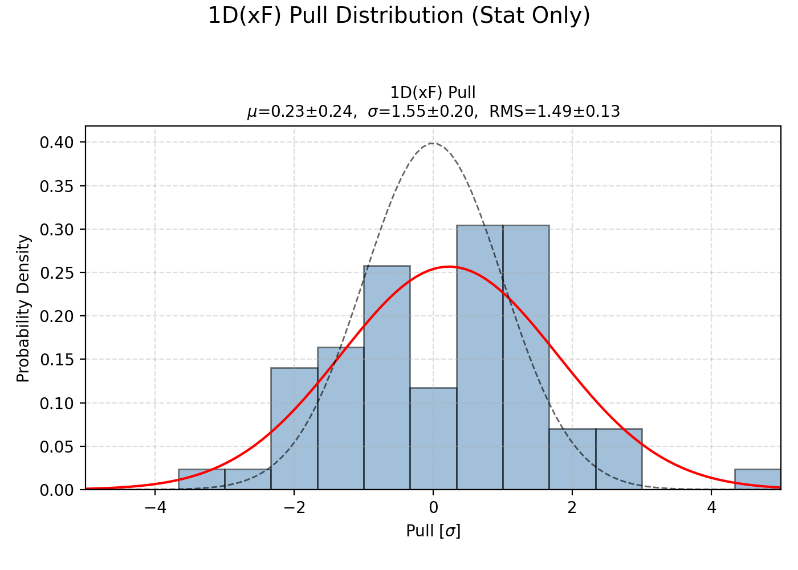 1D(xF) Pull Distribution (Stat Only)
1D(xF) Pull
μ=0.23±0.24,  σ=1.55±0.20,  RMS=1.49±0.13
0.40
0.35
0.30
0.25
0.20
0.15
0.10
0.05
0.00
Probability Density
−4
−2
0
2
4
Pull [σ]